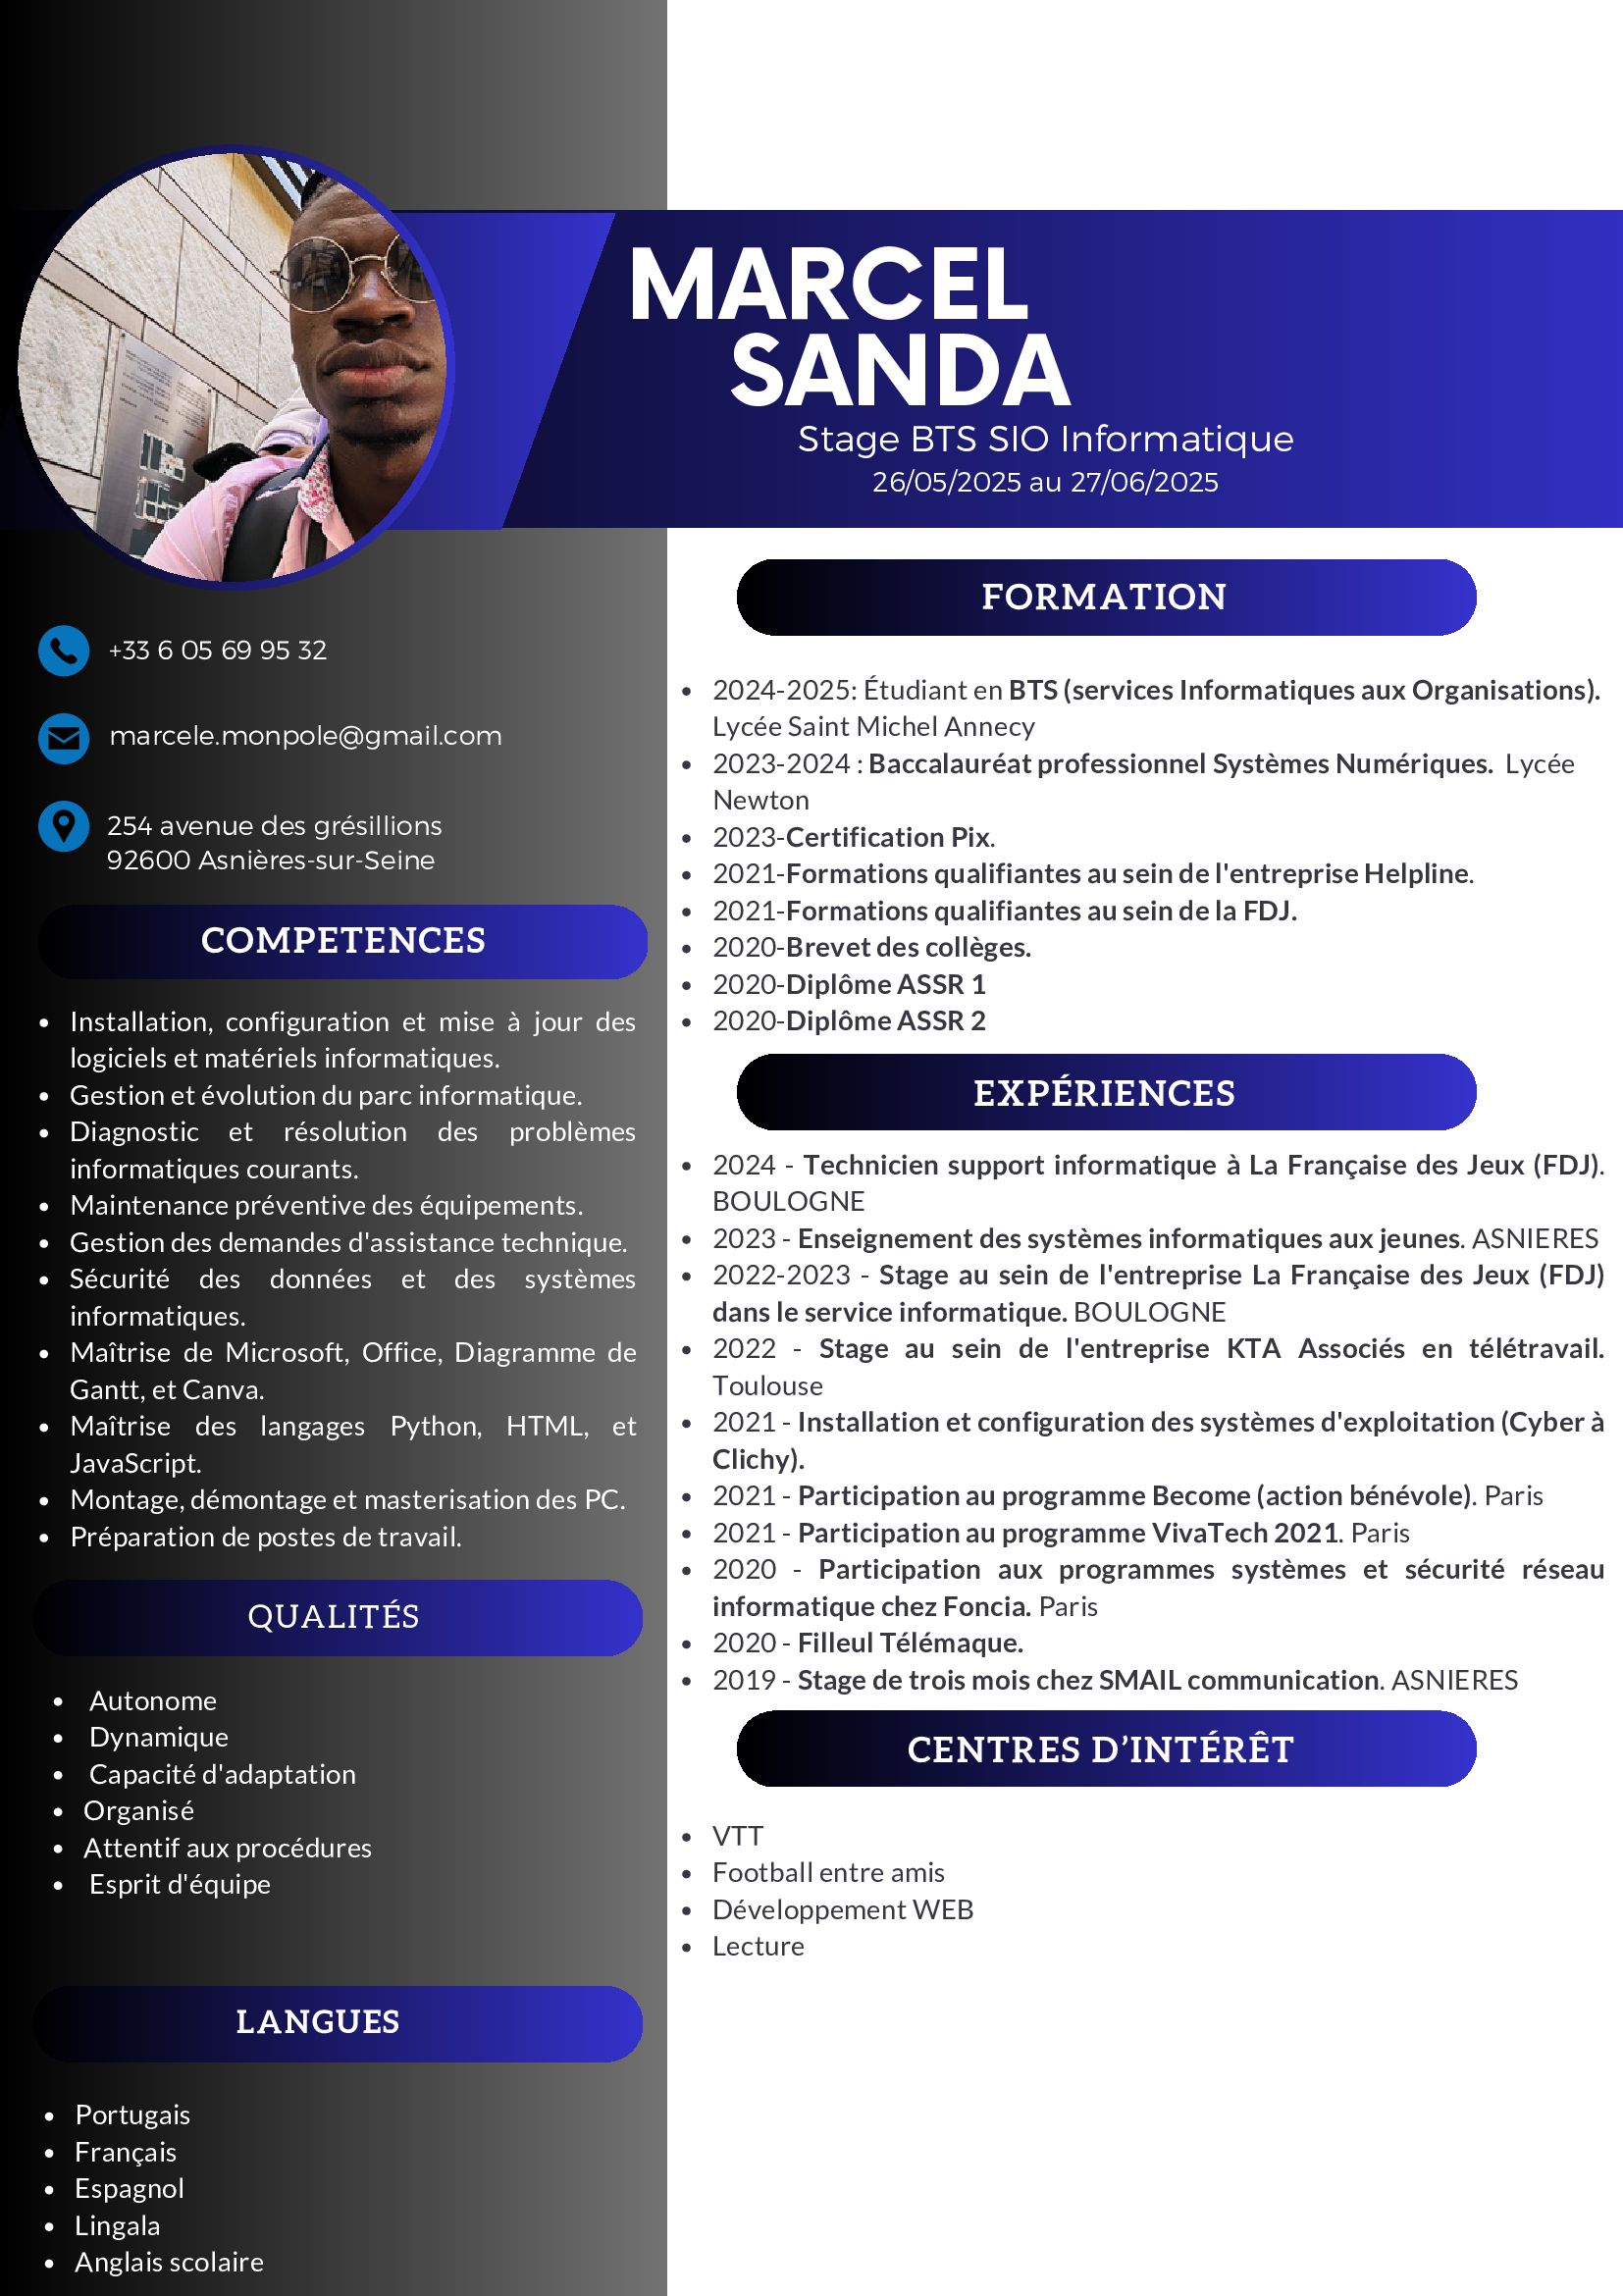 MARCEL
SANDA
Stage BTS SIO Informatique
26/05/2025 au 27/06/2025
+33 6 05 69 95 32
marcele.monpole@gmail.com
254 avenue des grésillions
92600 Asnières-sur-Seine
COMPETENCES
• Installation, configuration et mise à jour des
logiciels et matériels informatiques.
• Gestion et évolution du parc informatique.
• Diagnostic et résolution des problèmes
informatiques courants.
• Maintenance préventive des équipements.
• Gestion des demandes d'assistance technique.
• Sécurité des données et des systèmes
informatiques.
• Maîtrise de Microsoft, Office, Diagramme de
Gantt, et Canva.
• Maîtrise des langages Python, HTML, et
JavaScript.
• Montage, démontage et masterisation des PC.
• Préparation de postes de travail.
QUALITÉS
• Autonome
• Dynamique
• Capacité d'adaptation
• Organisé
• Attentif aux procédures
• Esprit d'équipe
LANGUES
• Portugais
• Français
• Espagnol
• Lingala
• Anglais scolaire
FORMATION
• 2024-2025: Étudiant en BTS (services Informatiques aux Organisations).
Lycée Saint Michel Annecy
• 2023-2024 : Baccalauréat professionnel Systèmes Numériques. Lycée
Newton
• 2023-Certification Pix.
• 2021-Formations qualifiantes au sein de l'entreprise Helpline.
• 2021-Formations qualifiantes au sein de la FDJ.
• 2020-Brevet des collèges.
• 2020-Diplôme ASSR 1
• 2020-Diplôme ASSR 2
EXPÉRIENCES
• 2024 - Technicien support informatique à La Française des Jeux (FDJ).
BOULOGNE
• 2023 - Enseignement des systèmes informatiques aux jeunes. ASNIERES
• 2022-2023 - Stage au sein de l'entreprise La Française des Jeux (FDJ)
dans le service informatique. BOULOGNE
• 2022 - Stage au sein de l'entreprise KTA Associés en télétravail.
Toulouse
• 2021 - Installation et configuration des systèmes d'exploitation (Cyber à
Clichy).
• 2021 - Participation au programme Become (action bénévole). Paris
• 2021 - Participation au programme VivaTech 2021. Paris
• 2020 - Participation aux programmes systèmes et sécurité réseau
informatique chez Foncia. Paris
• 2020 - Filleul Télémaque.
• 2019 - Stage de trois mois chez SMAIL communication. ASNIERES
CENTRES D’INTÉRÊT
• VTT
• Football entre amis
• Développement WEB
• Lecture